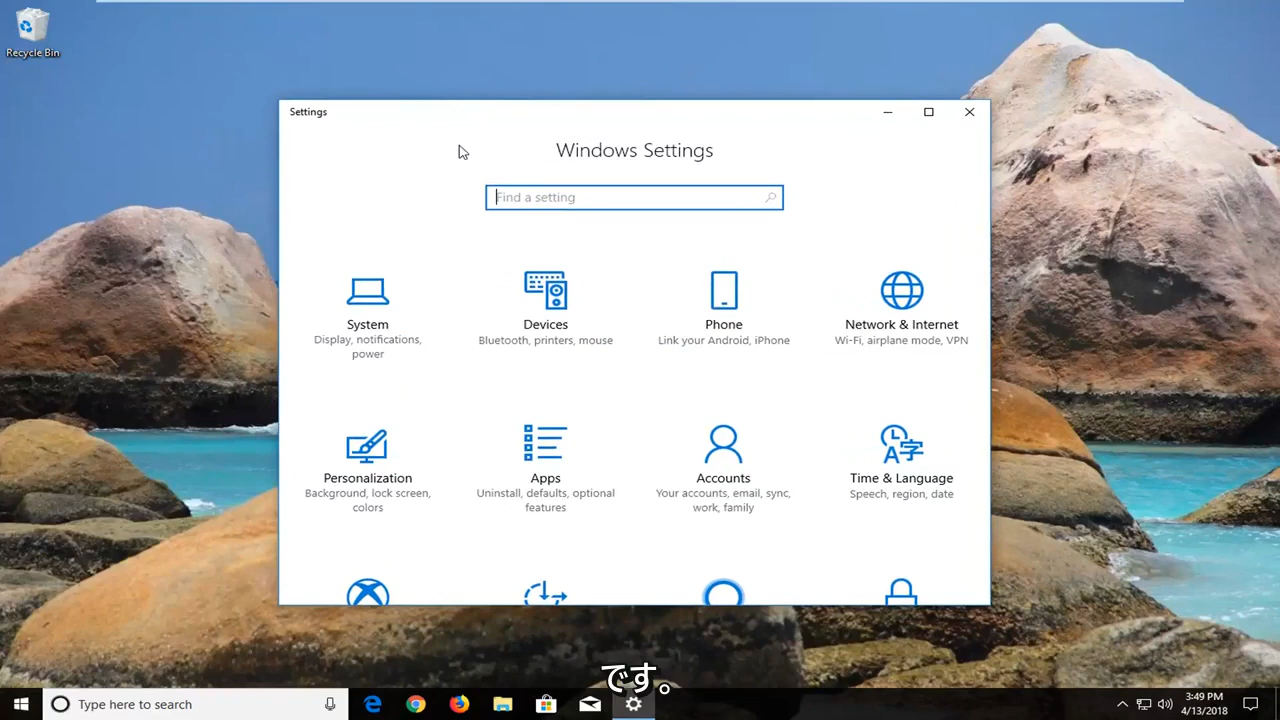 Recycle Bin
Settings
Windows Settings
Find a setting
System
Display, notifications,
power
Devices
Bluetooth, printers, mouse
Phone
Link your Android, iPhone
Network & Internet
Wi-Fi, airplane mode, VPN
Personalization
Background, lock screen,
colors
Apps
Uninstall, defaults, optional
features
Accounts
Your accounts, email, sync,
work, family
Time & Language
Speech, region, date
です。
Type here to search
3:49 PM
4/13/2018